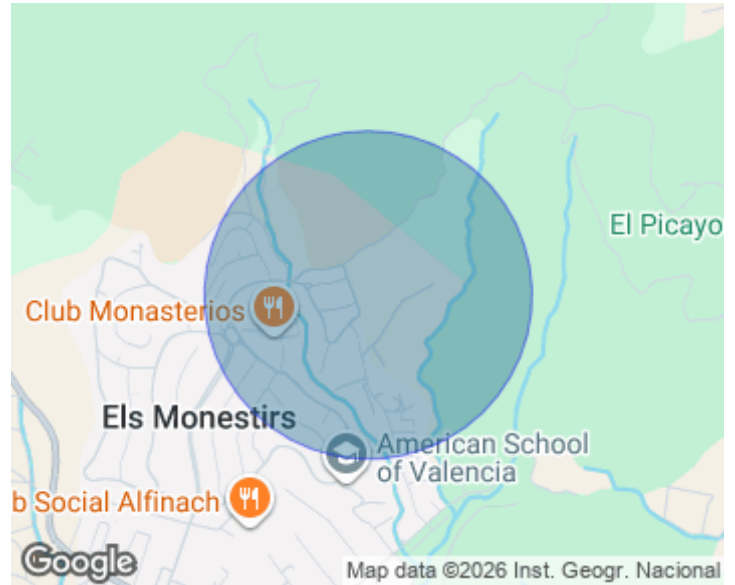 El Picayo
Club Monasterios
Els Monestirs
American School
of Valencia
b Social Alfinach
Google
Map data ©2026 Inst. Geogr. Nacional